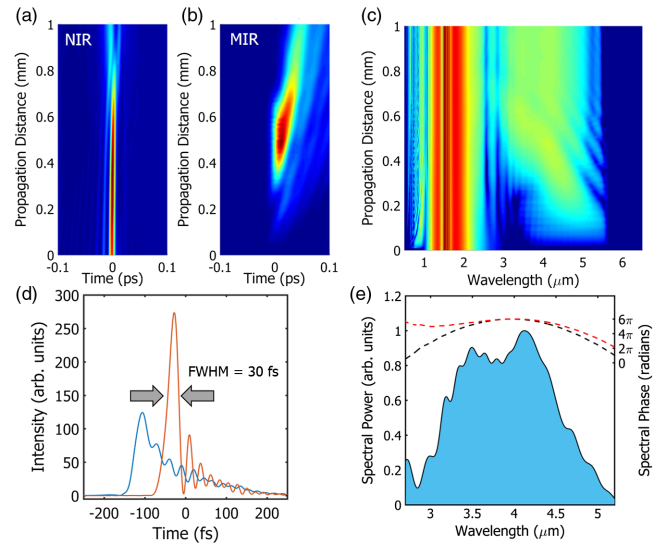 (a)
NIR
Propagation Distance (mm)
1
0.8
0.6
0.4
0.2
0
-0.1
0
0.1
Time (ps)
(b)
MIR
Propagation Distance (mm)
1
0.8
0.6
0.4
0.2
0
-0.1
0
0.1
Time (ps)
(c)
Propagation Distance (mm)
1
0.8
0.6
0.4
0.2
0
1
2
3
4
5
6
Wavelength (μm)
(d)
Intensity (arb. units)
300
250
200
150
100
50
0
FWHM = 30 fs
-200
-100
0
100
200
Time (fs)
(e)
Spectral Power (arb. units)
1.2
1
0.8
0.6
0.4
0.2
0
6π
4π
2π
0
Spectral Phase (radians)
3
3.5
4
4.5
5
Wavelength (μm)